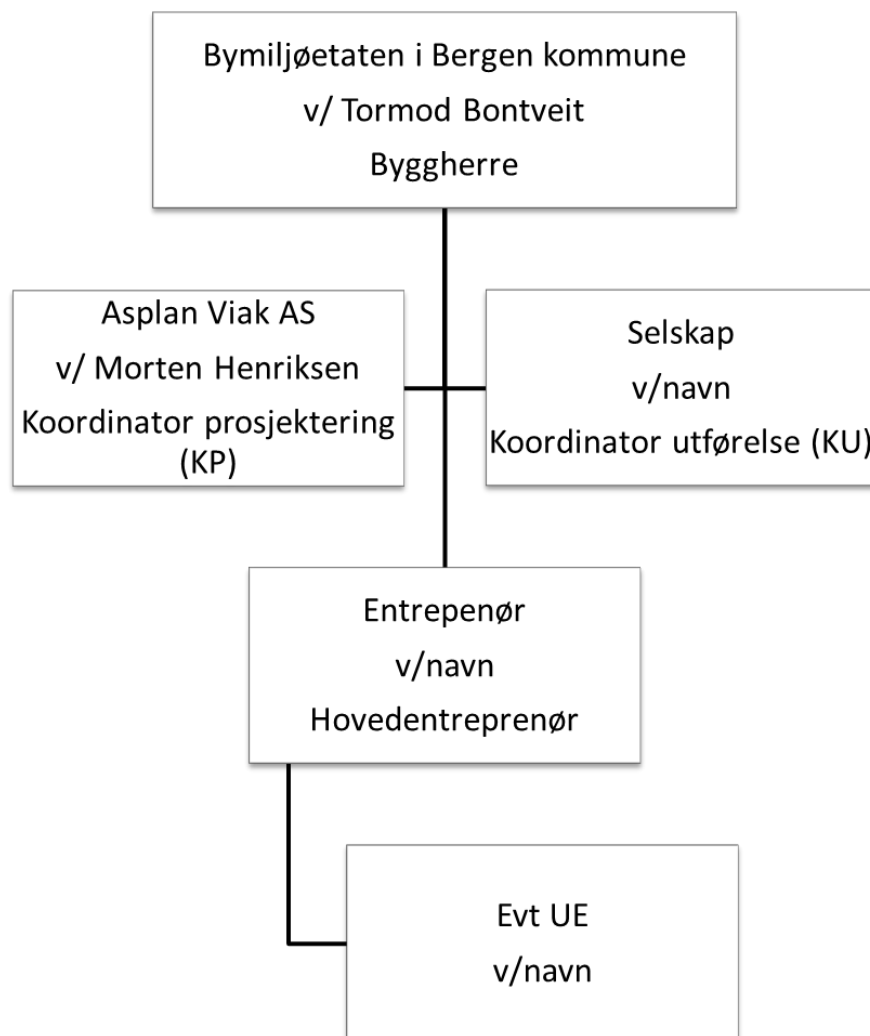 Bymiljøetaten i Bergen kommune
v/ Tormod Bontveit
Byggherre
Asplan Viak AS
v/ Morten Henriksen
Koordinator prosjektering
(KP)
Selskap
v/navn
Koordinator utførelse (KU)
Entrepenør
v/navn
Hovedentreprenør
Evt UE
v/navn